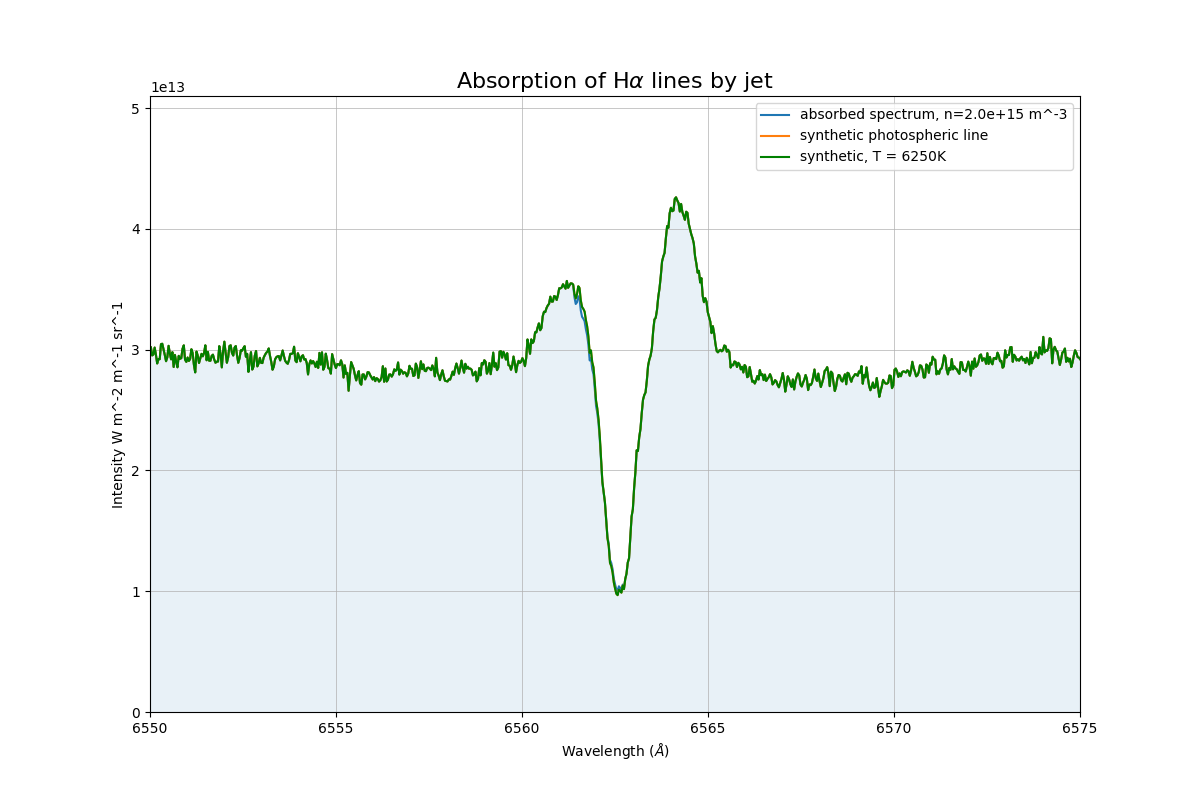 Absorption of Hα lines by jet
1e13
absorbed spectrum, n=2.0e+15 m^-3
synthetic photospheric line
synthetic, T = 6250K
5
4
3
2
1
0
Intensity W m^-2 m^-1 sr^-1
6550 6555 6560 6565 6570 6575
Wavelength (Å)